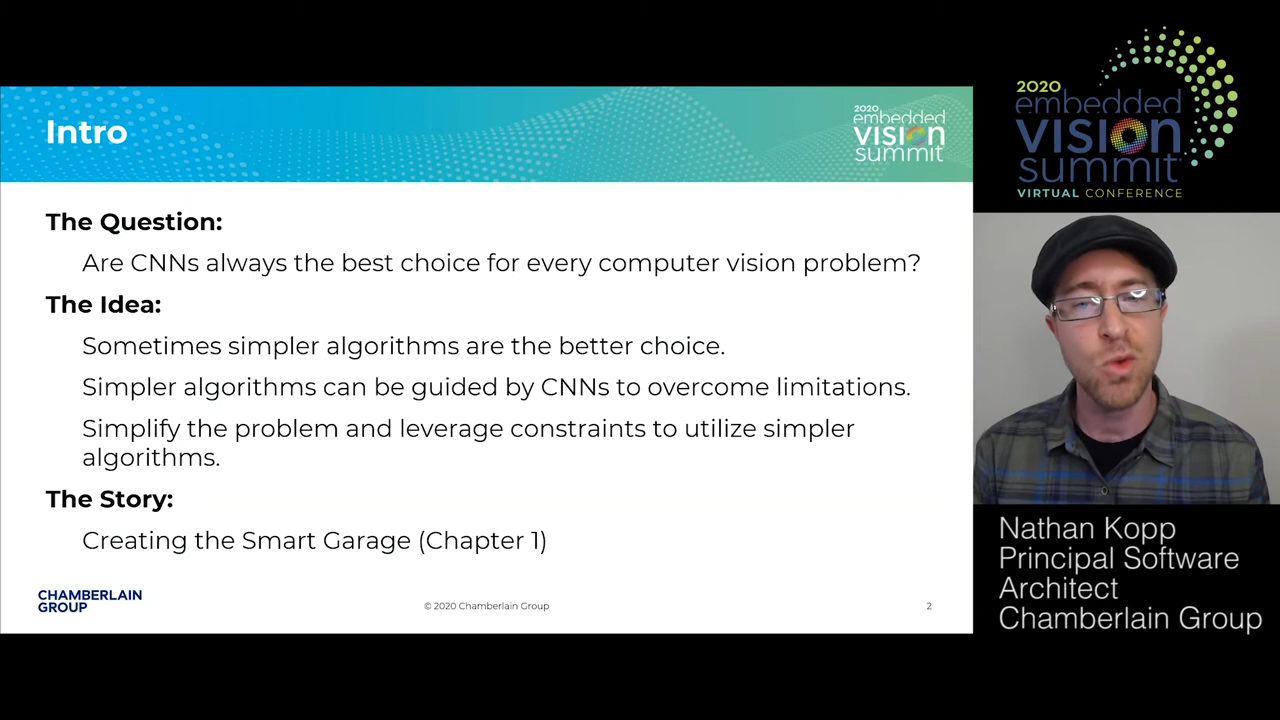 Intro
2020
embedded
vision
summit
The Question:
Are CNNs always the best choice for every computer vision problem?
The Idea:
Sometimes simpler algorithms are the better choice.
Simpler algorithms can be guided by CNNs to overcome limitations.
Simplify the problem and leverage constraints to utilize simpler
algorithms.
The Story:
Creating the Smart Garage (Chapter 1)
CHAMBERLAIN
GROUP
© 2020 Chamberlain Group
2
2020
embedded
vision
summit
VIRTUAL CONFERENCE
Nathan Kopp
Principal Software
Architect
Chamberlain Group